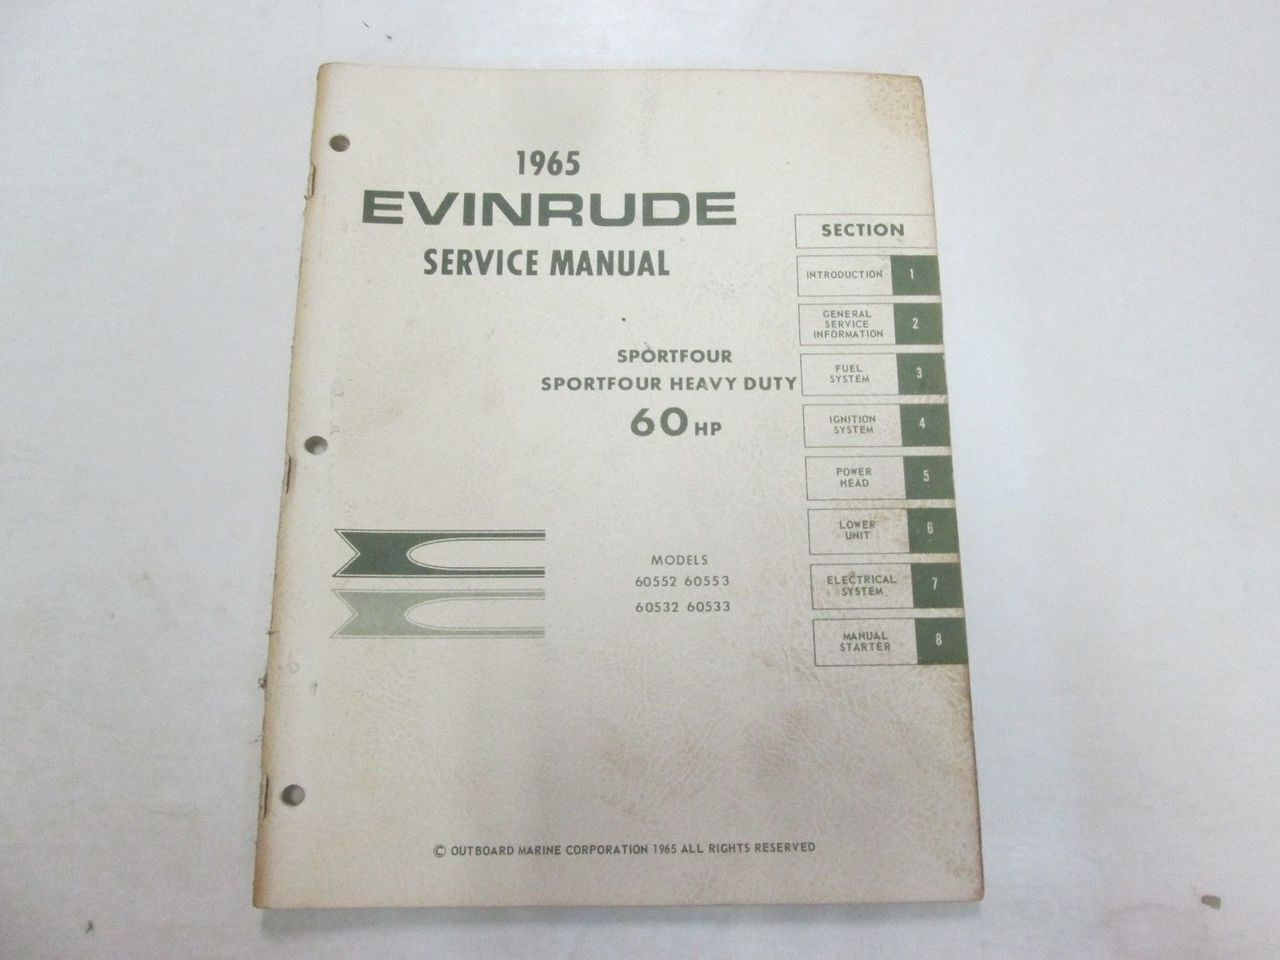 1965
EVINRUDE
SERVICE MANUAL
SPORTFOUR
SPORTFOUR HEAVY DUTY
60 HP
MODELS
60552 60553
60532 60533
SECTION
INTRODUCTION 1
GENERAL
SERVICE 2
INFORMATION
FUEL 3
SYSTEM
IGNITION 4
SYSTEM
POWER 5
HEAD
LOWER 6
UNIT
ELECTRICAL 7
SYSTEM
MANUAL 8
STARTER
© OUTBOARD MARINE CORPORATION 1965 ALL RIGHTS RESERVED